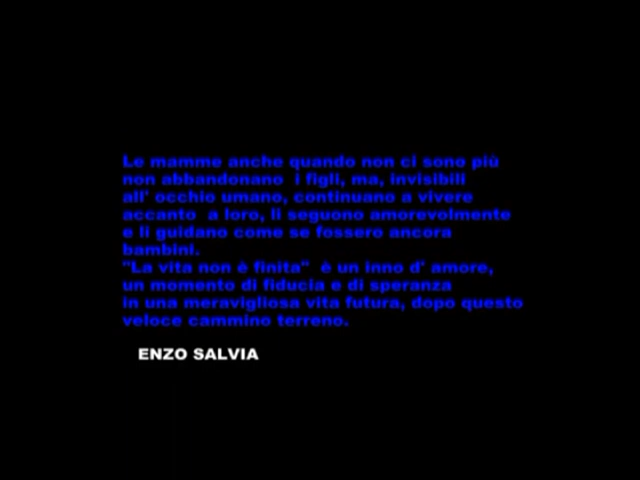 Le mamme anche quando non ci sono più
non abbandonano  i figli, ma, invisibili
all' occhio umano, continuano a vivere
accanto  a loro, li seguono amorevolmente
e li guidano come se fossero ancora
bambini.
"La vita non è finita"  è un inno d' amore,
un momento di fiducia e di speranza
in una meravigliosa vita futura, dopo questo
veloce cammino terreno.
ENZO SALVIA